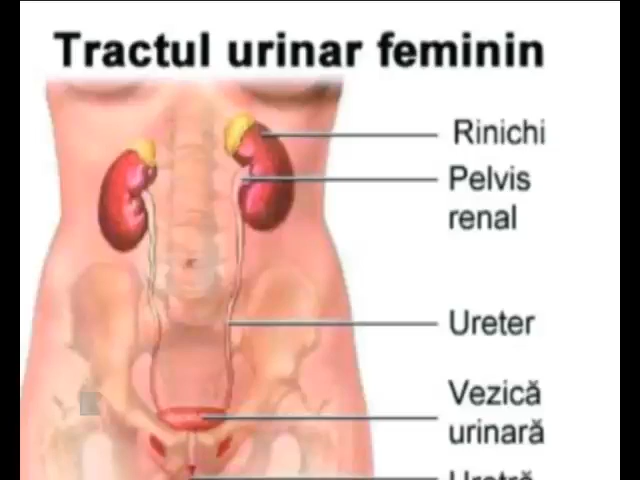 Tractul urinar feminin
Rinichi
Pelvis
renal
Ureter
Vezică
urinară